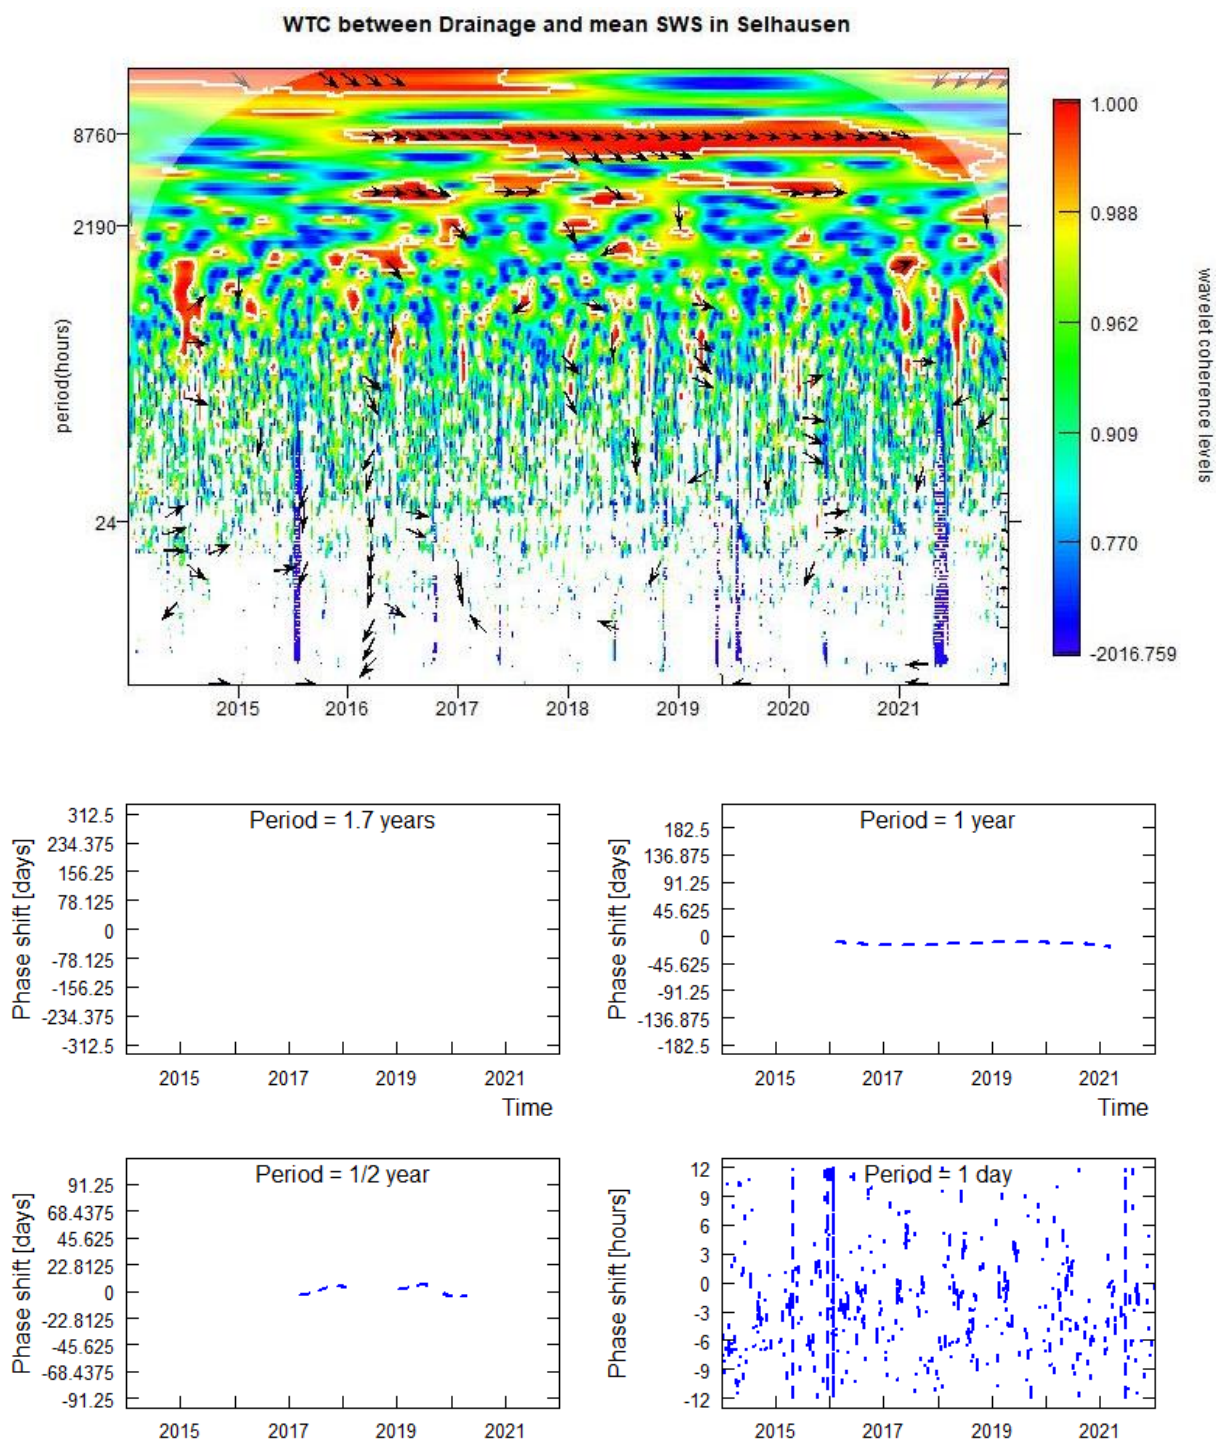 WTC between Drainage and mean SWS in Selhausen
8760
2190
24
period(hours)
2015 2016 2017 2018 2019 2020 2021
1.000
0.988
0.962
0.909
0.770
-2016.759
wavelet coherence levels
Period = 1.7 years
Phase shift [days]
312.5
234.375
156.25
78.125
0
-78.125
-156.25
-234.375
-312.5
2015 2017 2019 2021
Time
Period = 1 year
Phase shift [days]
182.5
136.875
91.25
45.625
0
-45.625
-91.25
-136.875
-182.5
2015 2017 2019 2021
Time
Period = 1/2 year
Phase shift [days]
91.25
68.4375
45.625
22.8125
0
-22.8125
-45.625
-68.4375
-91.25
2015 2017 2019 2021
Period = 1 day
Phase shift [hours]
12
9
6
3
0
-3
-6
-9
-12
2015 2017 2019 2021